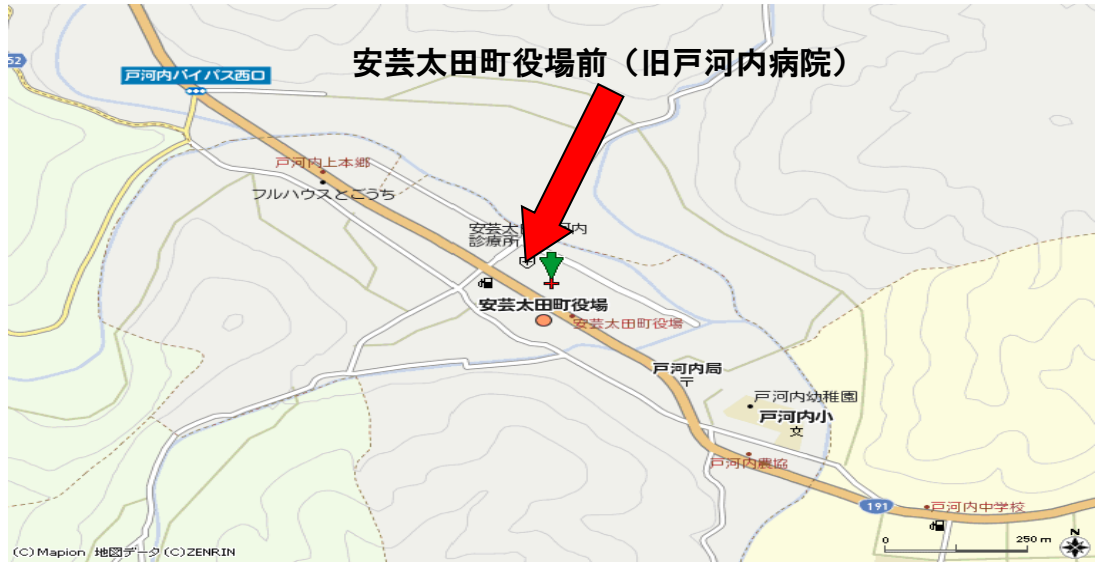 安芸太田町役場前（旧戸河内病院）
52
戸河内バイパス西口
戸河内上本郷
フルハウスとごうち
安芸太
河内
診療所
安芸太田町役場
安芸太田町役場
戸河内局
〒
戸河内幼稚園
戸河内小
文
戸河内農協
191
戸河内中学校
(C)Mapion 地図データ(C)ZENRIN
0
250 m
N